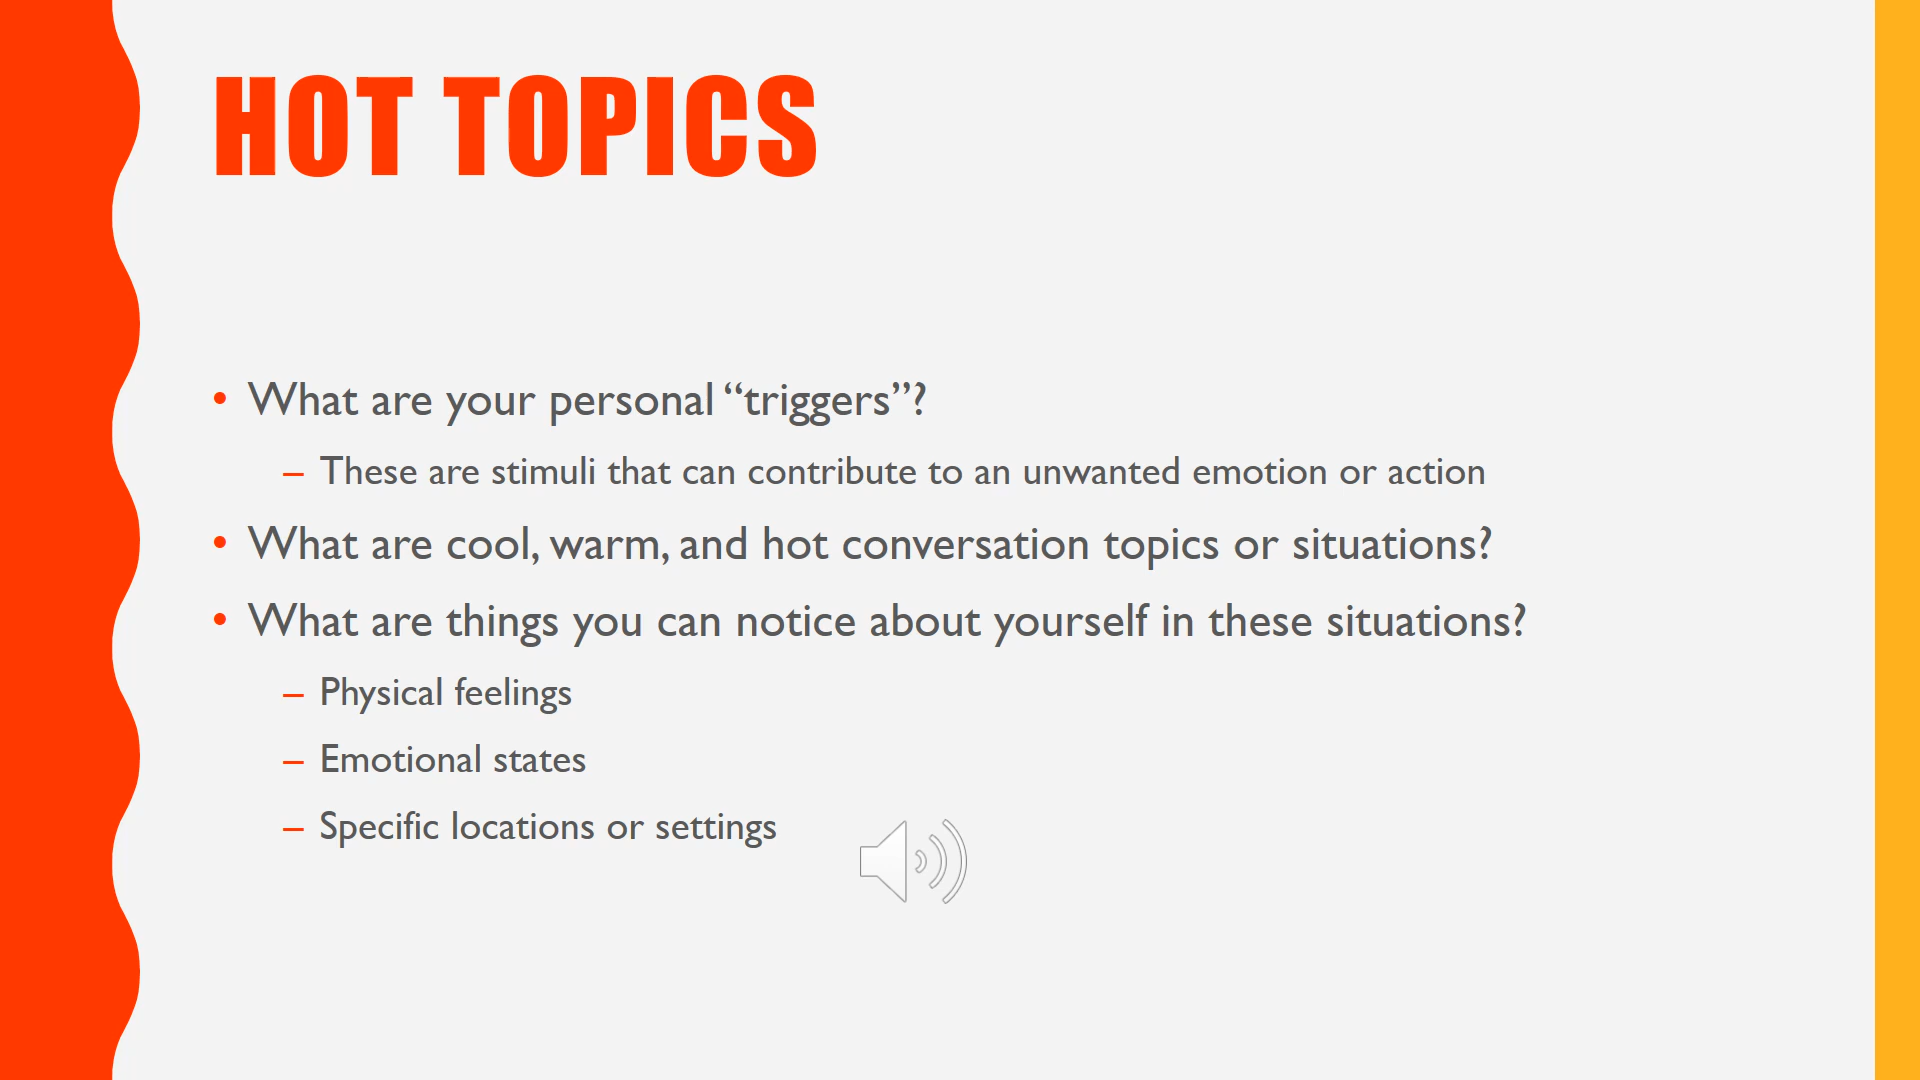 HOT TOPICS
• What are your personal “triggers”?
– These are stimuli that can contribute to an unwanted emotion or action
• What are cool, warm, and hot conversation topics or situations?
• What are things you can notice about yourself in these situations?
– Physical feelings
– Emotional states
– Specific locations or settings